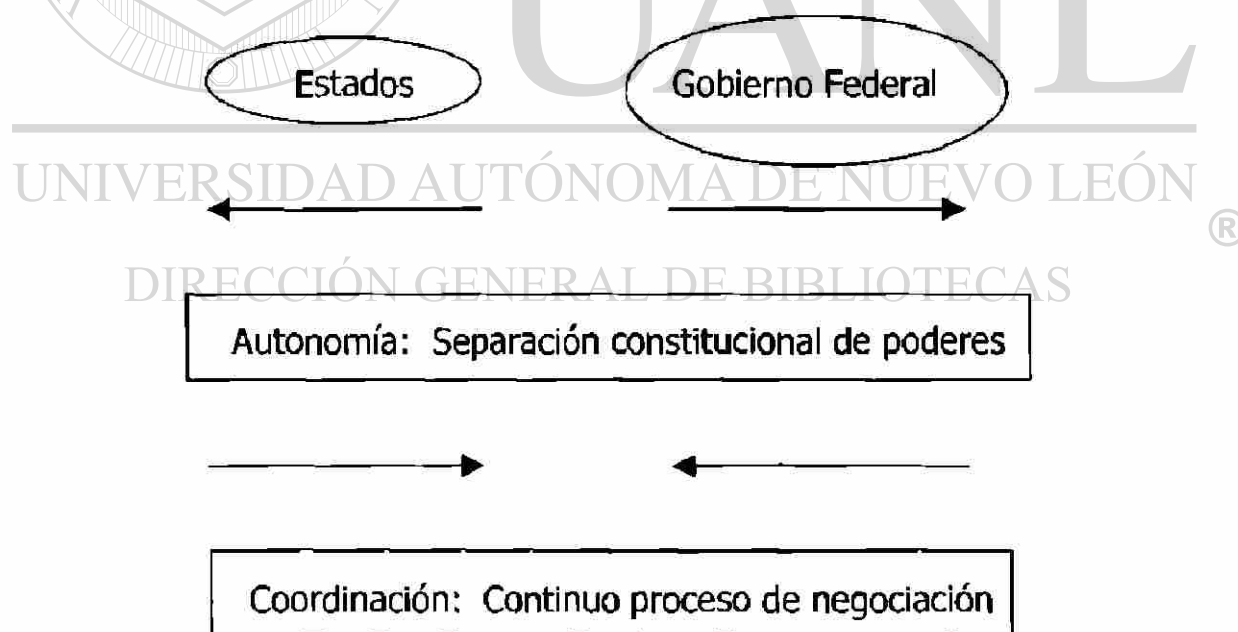 UANL
Estados
Gobierno Federal
UNIVERSIDAD AUTÓNOMA DE NUEVO LEÓN
®
DIRECCIÓN GENERAL DE BIBLIOTECAS
Autonomía: Separación constitucional de poderes
Coordinación: Continuo proceso de negociación